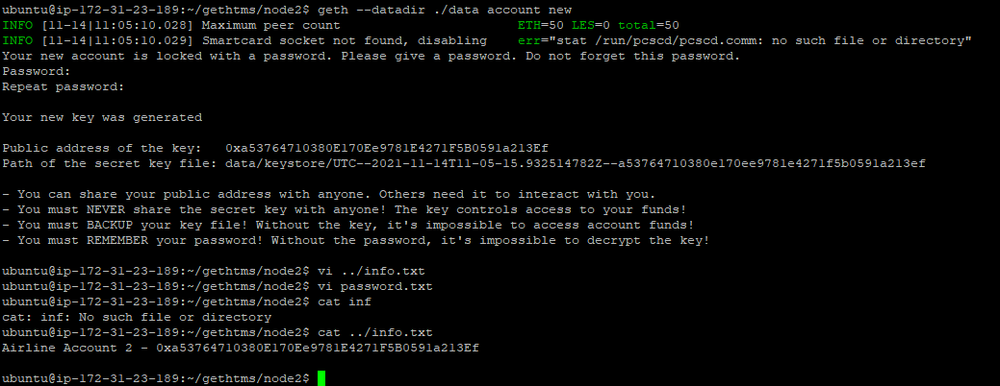 ubuntu@ip-172-31-23-189:~/gethtms/node2$ geth --datadir ./data account new
INFO [11-14|11:05:10.028] Maximum peer count                       ETH=50 LES=0 total=50
INFO [11-14|11:05:10.029] Smartcard socket not found, disabling    err="stat /run/pcscd/pcscd.comm: no such file or directory"
Your new account is locked with a password. Please give a password. Do not forget this password.
Password:
Repeat password:
Your new key was generated
Public address of the key:   0xa53764710380E170Ee9781E4271F5B0591a213Ef
Path of the secret key file: data/keystore/UTC--2021-11-14T11-05-15.932514782Z--a53764710380e170ee9781e4271f5b0591a213ef
- You can share your public address with anyone. Others need it to interact with you.
- You must NEVER share the secret key with anyone! The key controls access to your funds!
- You must BACKUP your key file! Without the key, it's impossible to access account funds!
- You must REMEMBER your password! Without the password, it's impossible to decrypt the key!
ubuntu@ip-172-31-23-189:~/gethtms/node2$ vi ../info.txt
ubuntu@ip-172-31-23-189:~/gethtms/node2$ vi password.txt
ubuntu@ip-172-31-23-189:~/gethtms/node2$ cat inf
cat: inf: No such file or directory
ubuntu@ip-172-31-23-189:~/gethtms/node2$ cat ../info.txt
Airline Account 2 - 0xa53764710380E170Ee9781E4271F5B0591a213Ef
ubuntu@ip-172-31-23-189:~/gethtms/node2$